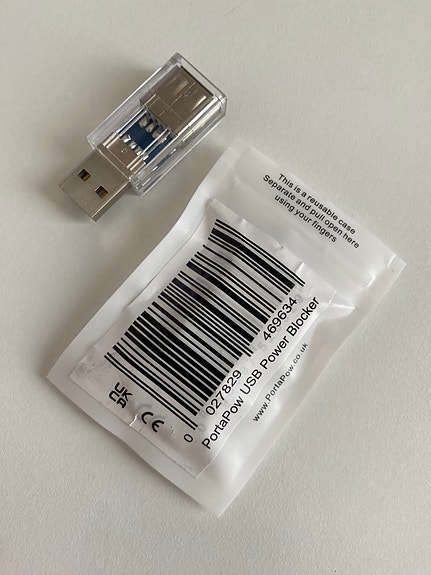 This is a reusable case
Separate and pull open here
using your fingers
0 027829 469634
PortaPow USB Power Blocker
www.PortaPow.co.uk
UK
CA
CE